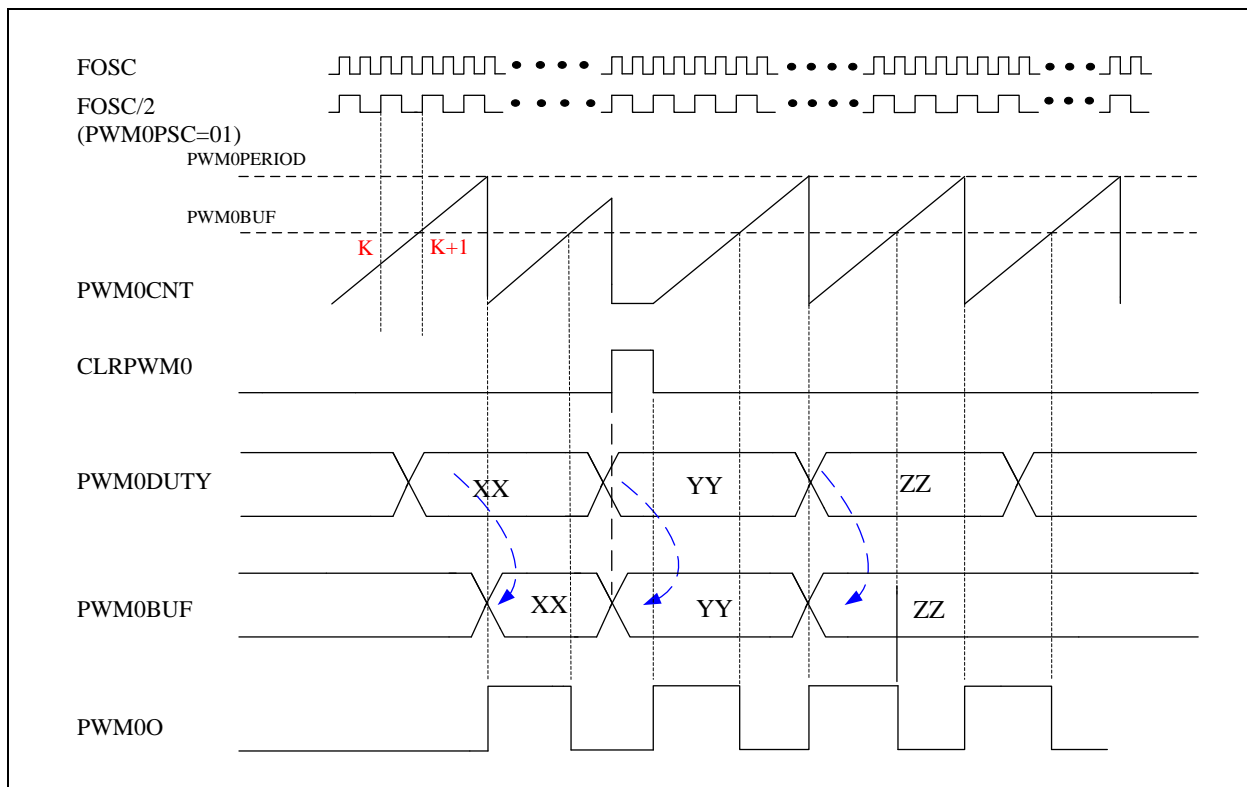 FOSC
FOSC/2
(PWM0PSC=01)
PWM0PERIOD
PWM0BUF
K
K+1
PWM0CNT
CLRPWM0
PWM0DUTY
XX
YY
ZZ
PWM0BUF
XX
YY
ZZ
PWM0O